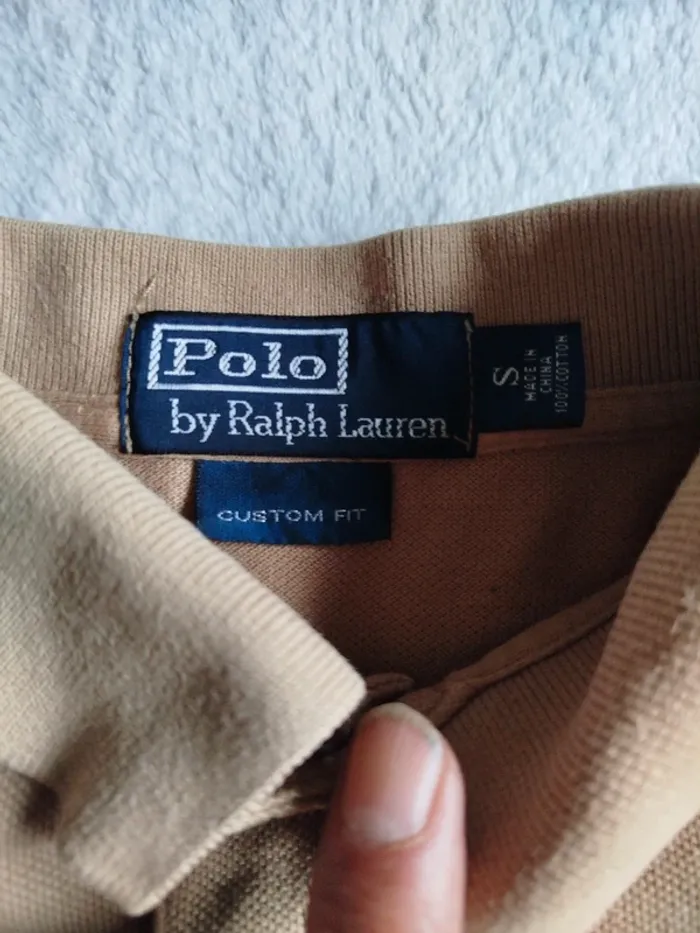 Polo
by Ralph Lauren
S
MADE IN
CHINA
100% COTTON
CUSTOM FIT